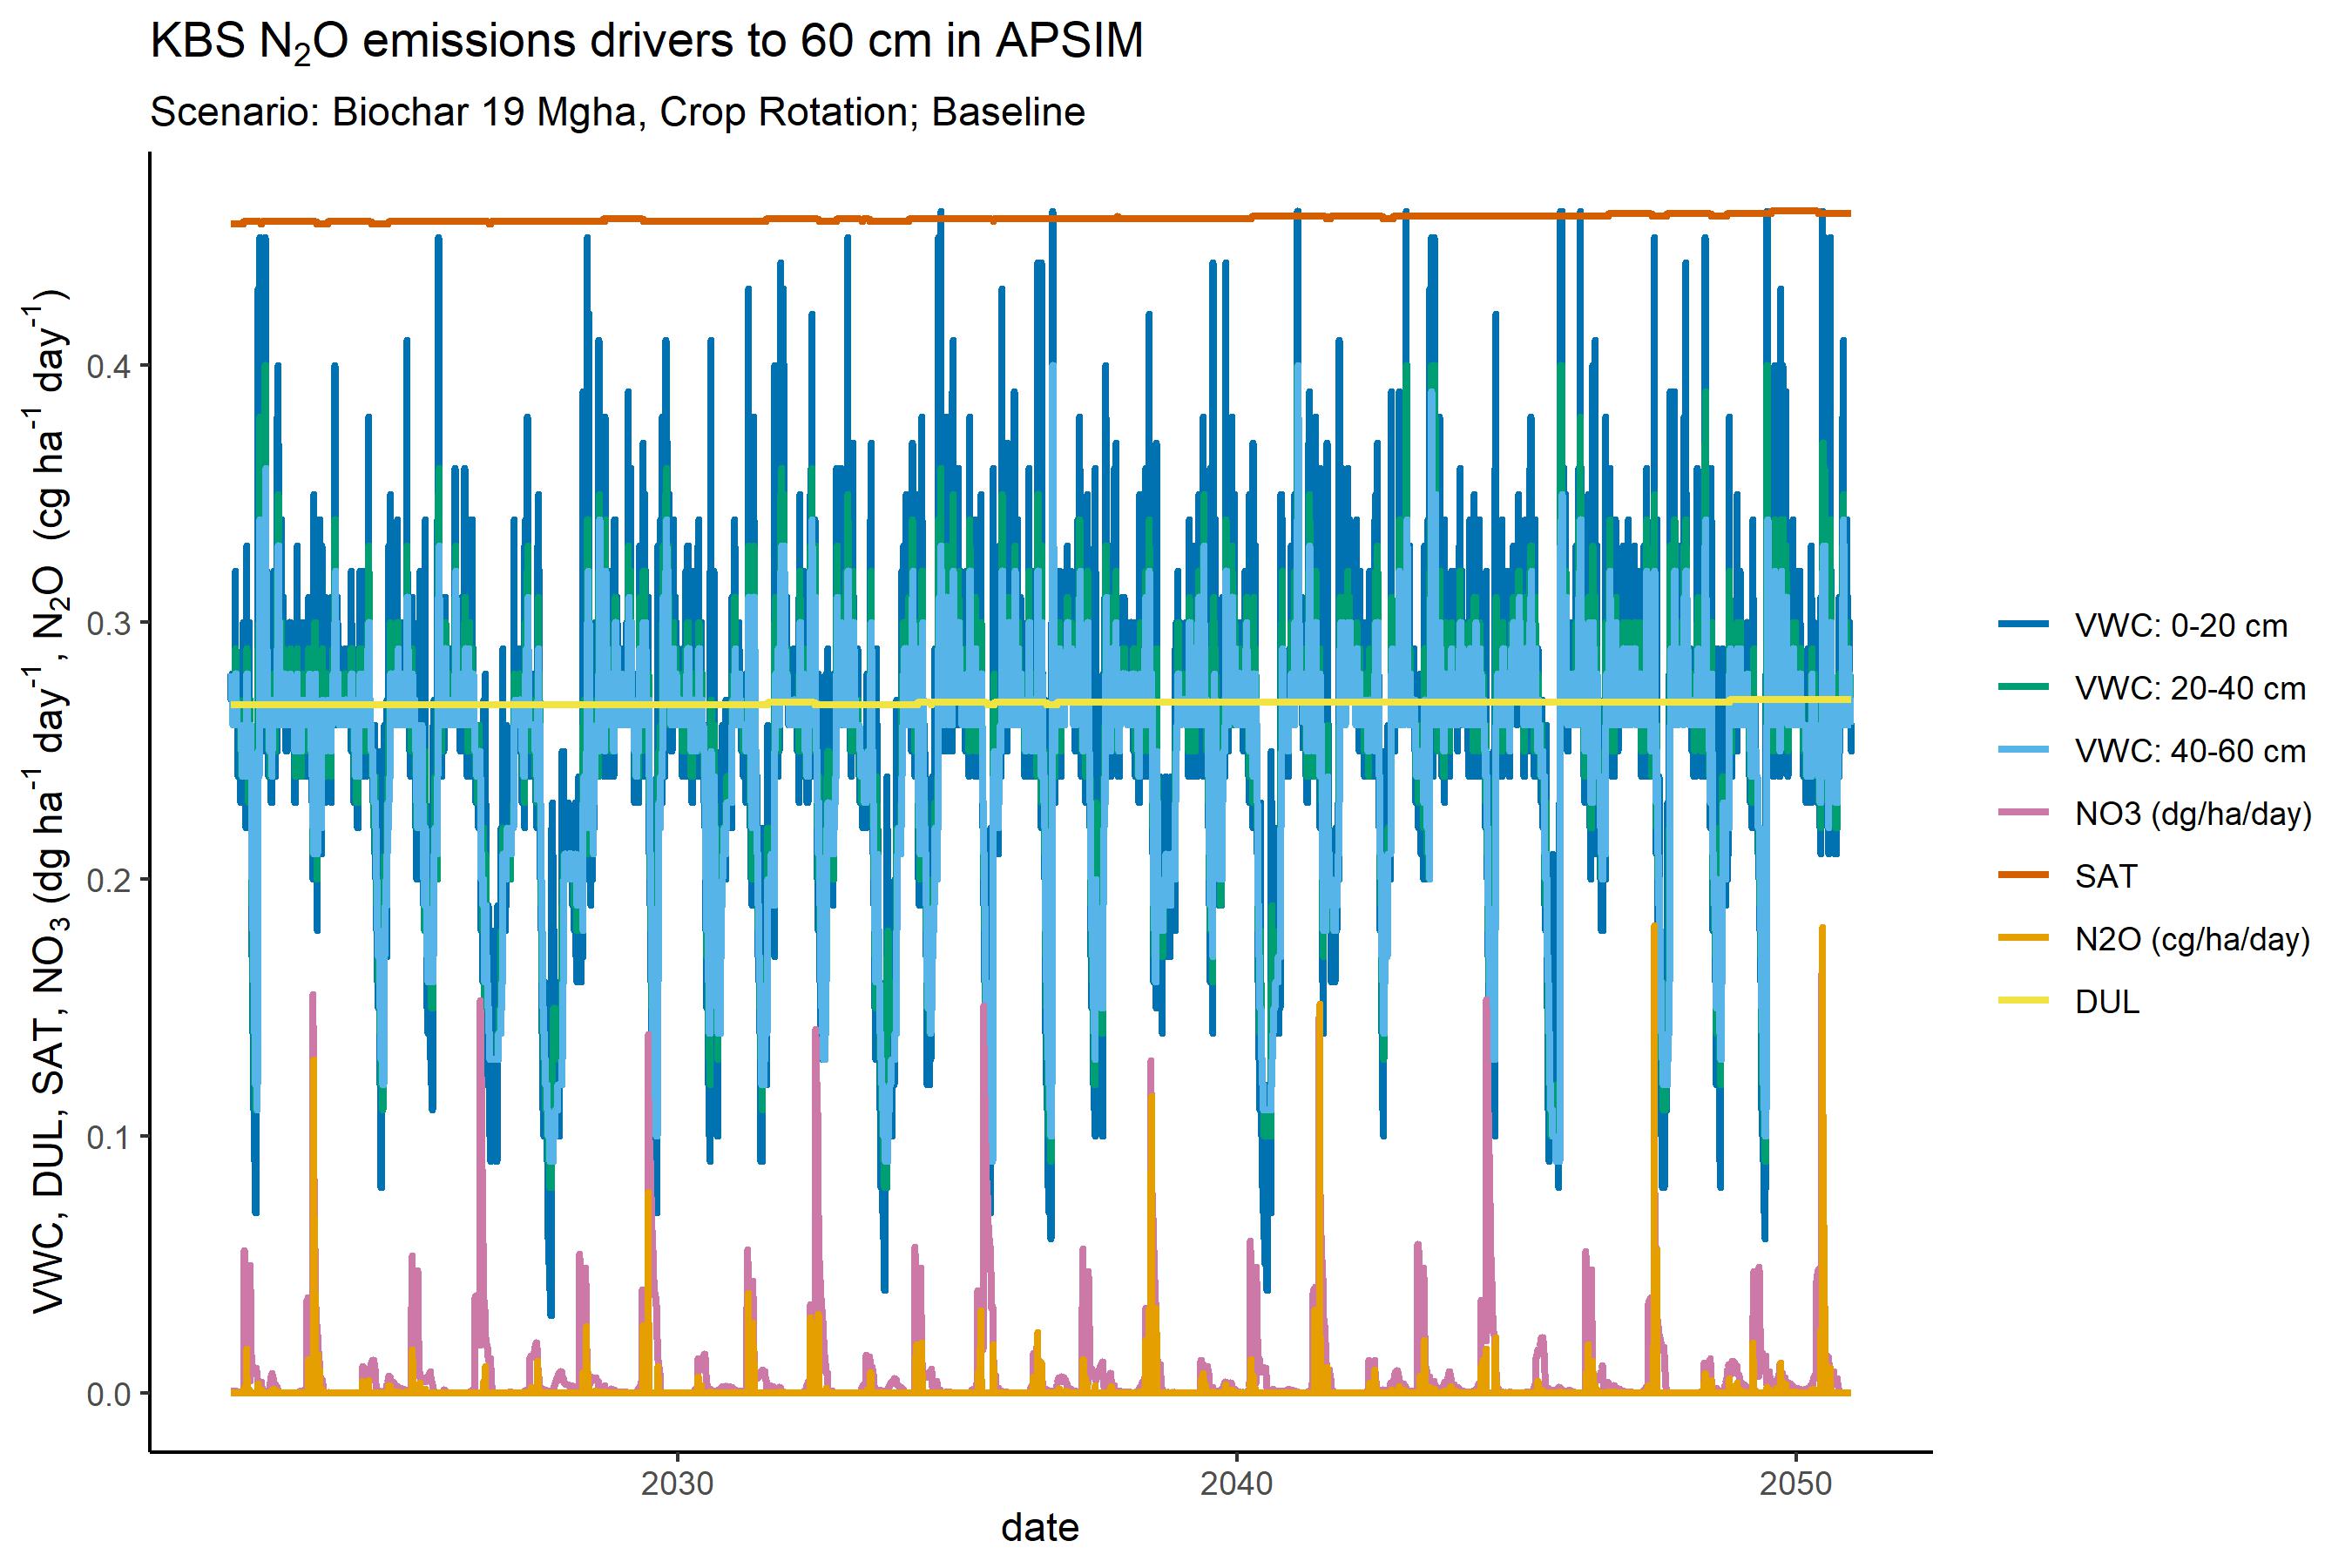 KBS N₂O emissions drivers to 60 cm in APSIM
Scenario: Biochar 19 Mgha, Crop Rotation; Baseline
VWC, DUL, SAT, NO₃ (dg ha⁻¹ day⁻¹, N₂O (cg ha⁻¹ day⁻¹)
0.4
0.3
0.2
0.1
0.0
2030
2040
2050
date
VWC: 0-20 cm
VWC: 20-40 cm
VWC: 40-60 cm
NO3 (dg/ha/day)
SAT
N2O (cg/ha/day)
DUL